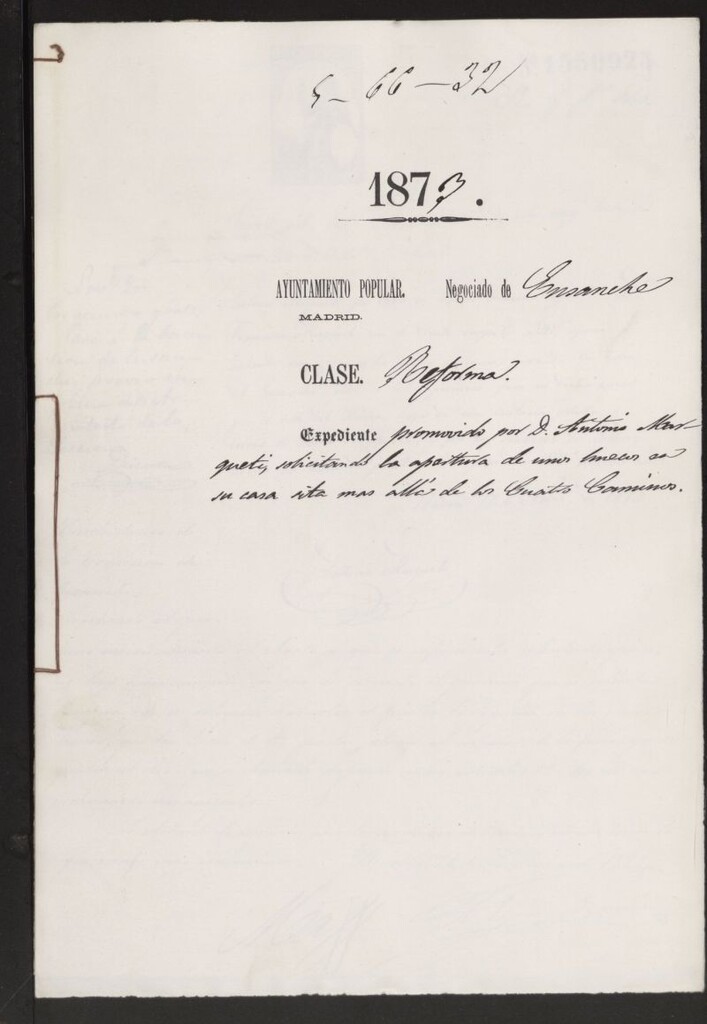 5-66-32
1873.
AYUNTAMIENTO POPULAR. Negociado de Ensanche
MADRID.
CLASE. Reforma.
Expediente promovido por D. Antonio Mar-
queti, solicitando la apertura de unos huecos en
su casa sita mas allá de los Cuatro Caminos.